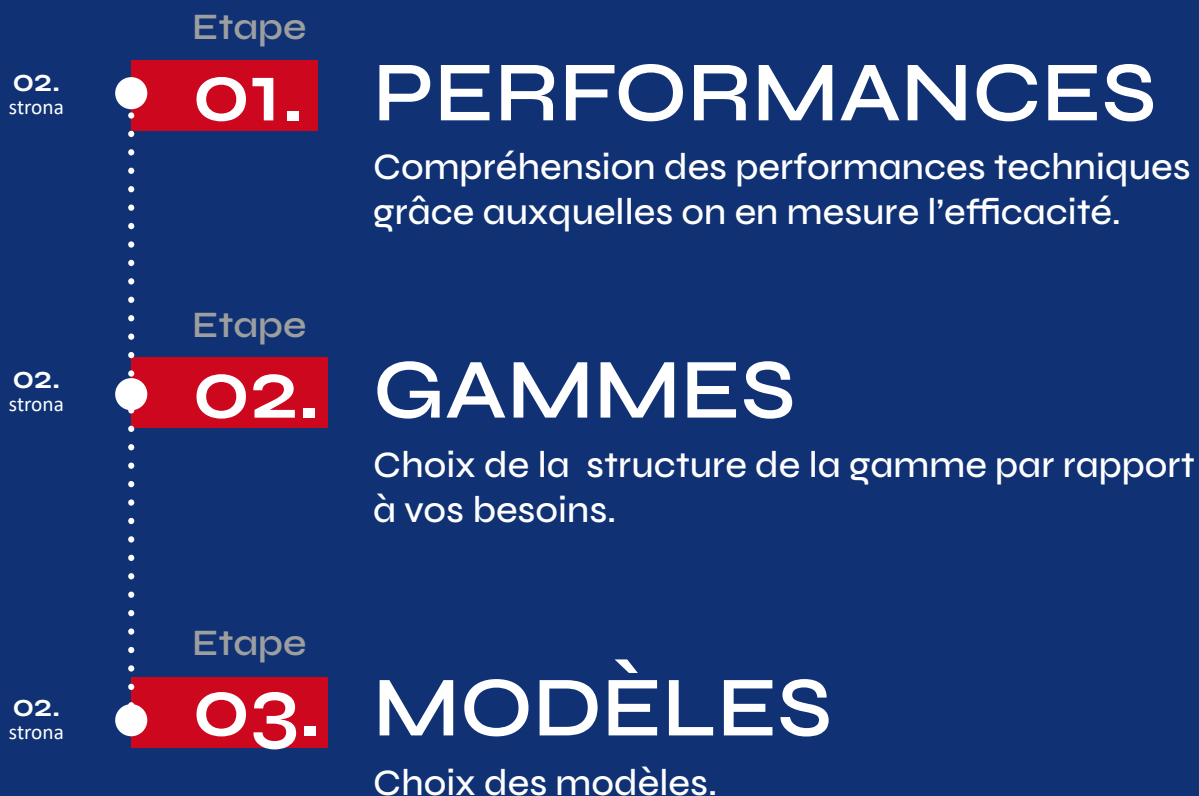 Etape
02.
strona
01.
PERFORMANCES
Compréhension des performances techniques
grâce auxquelles on en mesure l’efficacité.
Etape
02.
strona
02.
GAMMES
Choix de la  structure de la gamme par rapport
à vos besoins.
Etape
02.
strona
03.
MODÈLES
Choix des modèles.